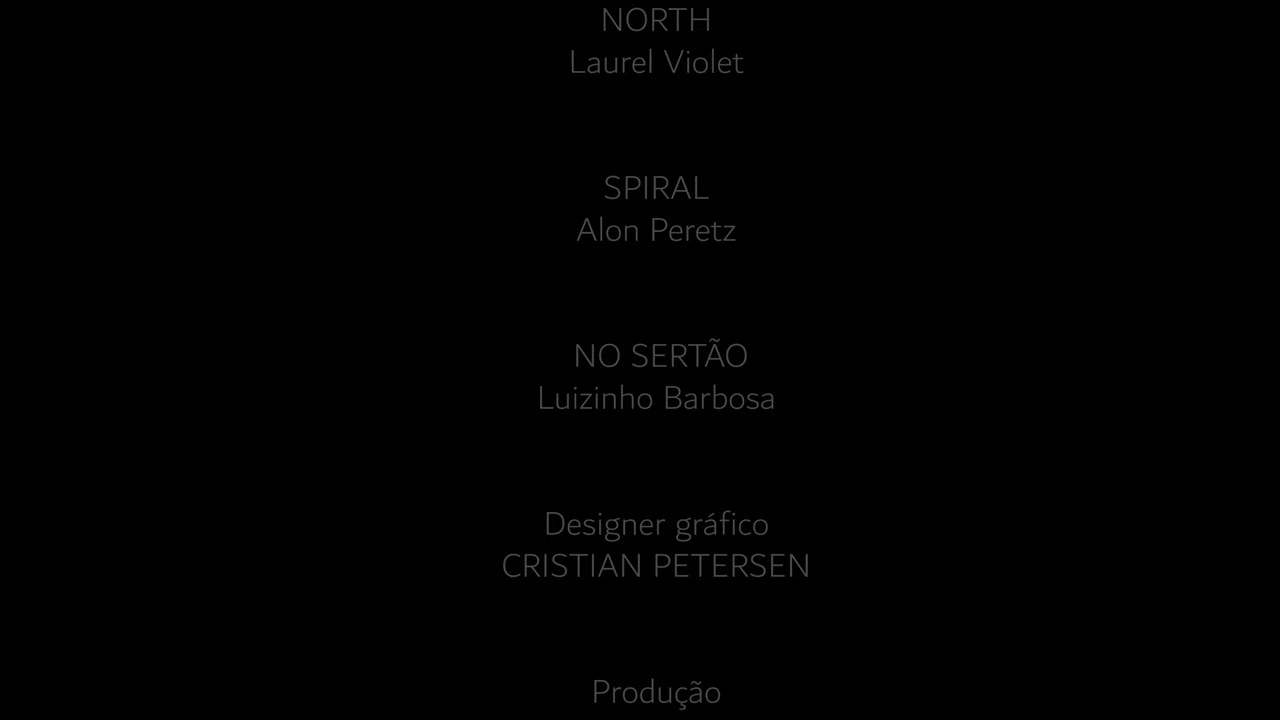 NORTH
Laurel Violet
SPIRAL
Alon Peretz
NO SERTÃO
Luizinho Barbosa
Designer gráfico
CRISTIAN PETERSEN
Produção